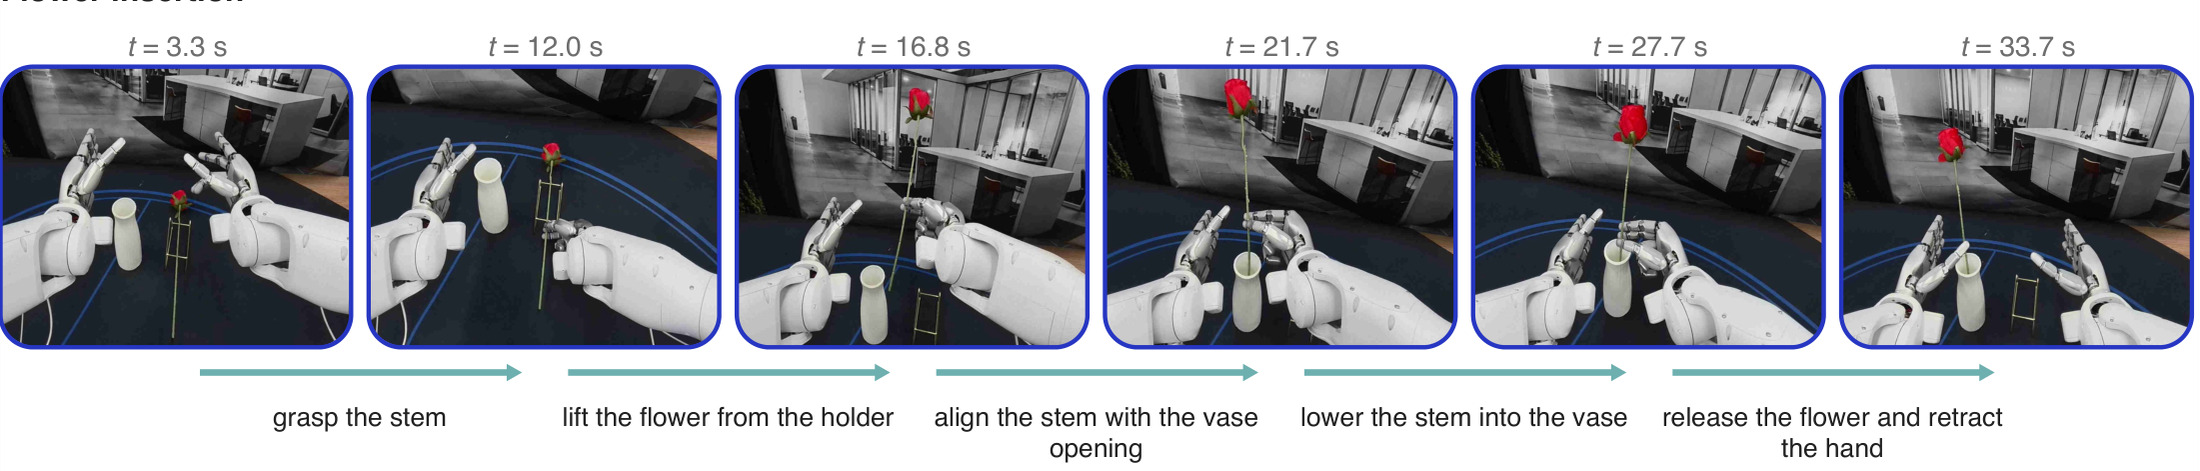 t = 3.3 s
t = 12.0 s
t = 16.8 s
t = 21.7 s
t = 27.7 s
t = 33.7 s
grasp the stem
lift the flower from the holder
align the stem with the vase
opening
lower the stem into the vase
release the flower and retract
the hand